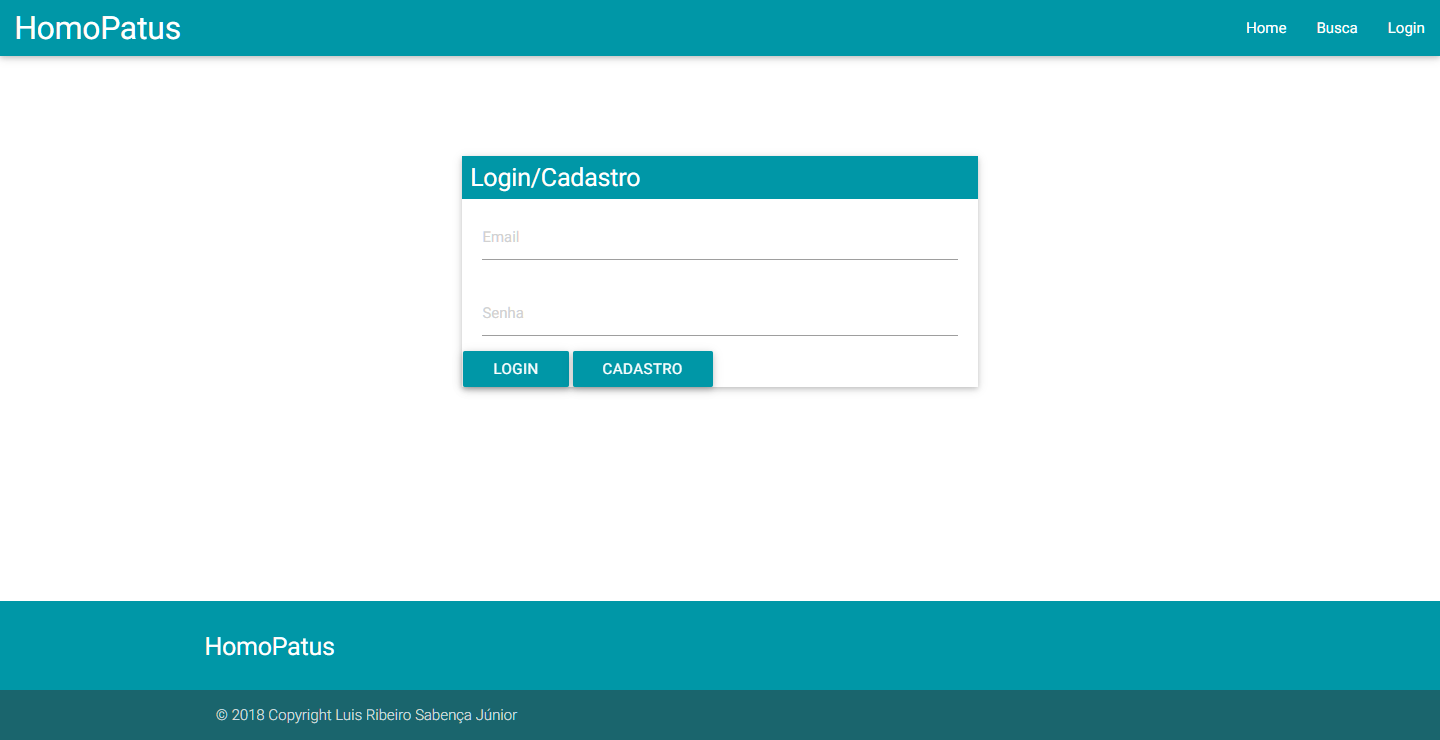 HomoPatus
Home Busca Login
Login/Cadastro
Email
Senha
LOGIN CADASTRO
HomoPatus
© 2018 Copyright Luis Ribeiro Sabença Júnior